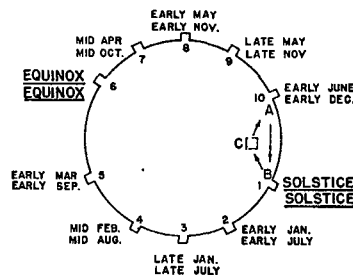 EARLY MAY
EARLY NOV.
8
MID APR
MID OCT.
7
LATE MAY
LATE NOV
9
EQUINOX
EQUINOX
6
EARLY JUNE
EARLY DEC.
10
A
C
B
EARLY MAR
EARLY SEP.
5
1
SOLSTICE
SOLSTICE
MID FEB.
MID AUG.
4
LATE JAN.
LATE JULY
3
EARLY JAN.
EARLY JULY
2